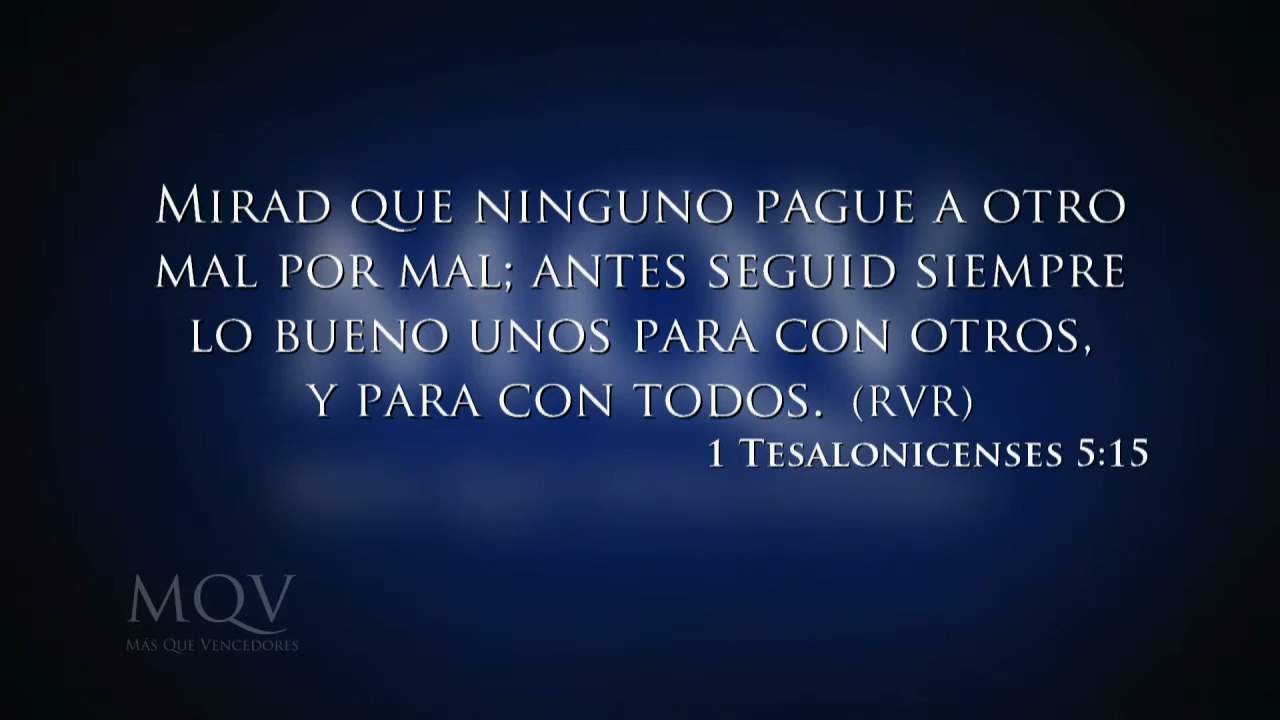 Mirad que ninguno pague a otro
mal por mal; antes seguid siempre
lo bueno unos para con otros,
y para con todos. (RVR)
1 Tesalonicenses 5:15
MQV
Más Que Vencedores